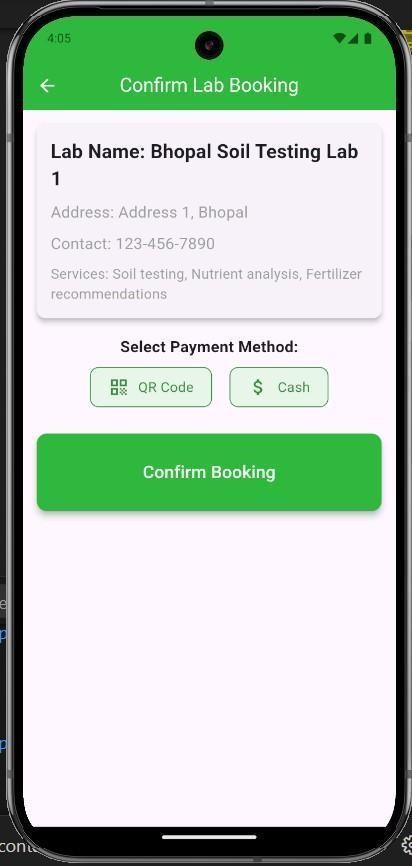 4:05
Confirm Lab Booking
Lab Name: Bhopal Soil Testing Lab
1
Address: Address 1, Bhopal
Contact: 123-456-7890
Services: Soil testing, Nutrient analysis, Fertilizer
recommendations
Select Payment Method:
QR Code
$ Cash
Confirm Booking